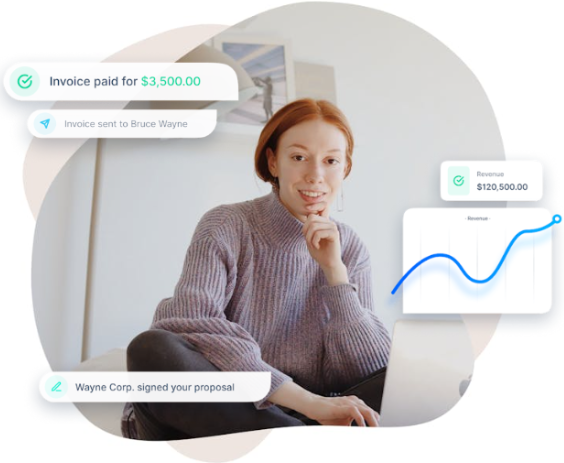 Invoice paid for $3,500.00
Invoice sent to Bruce Wayne
Revenue
$120,500.00
Revenue
Wayne Corp. signed your proposal